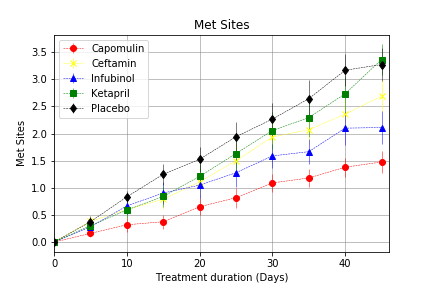 Met Sites
Capomulin
Ceftamin
Infubinol
Ketapril
Placebo
3.5
3.0
2.5
2.0
1.5
1.0
0.5
0.0
Met Sites
0 10 20 30 40
Treatment duration (Days)